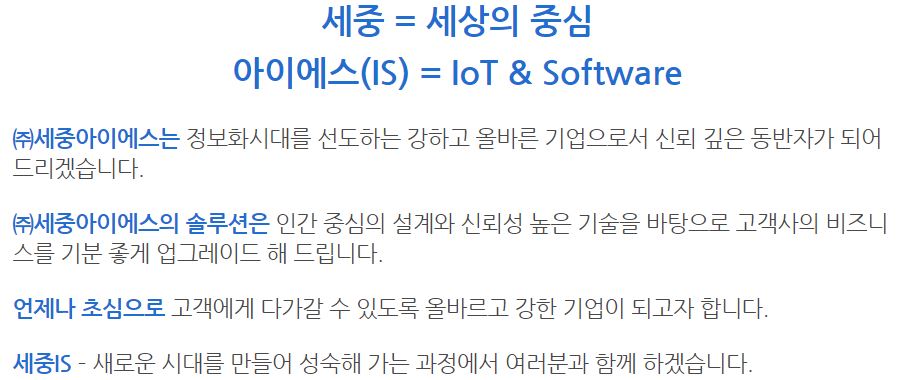 세중 = 세상의 중심
아이에스(IS) = IoT & Software
㈜세중아이에스는 정보화시대를 선도하는 강하고 올바른 기업으로서 신뢰 깊은 동반자가 되어
드리겠습니다.
㈜세중아이에스의 솔루션은 인간 중심의 설계와 신뢰성 높은 기술을 바탕으로 고객사의 비즈니
스를 기분 좋게 업그레이드 해 드립니다.
언제나 초심으로 고객에게 다가갈 수 있도록 올바르고 강한 기업이 되고자 합니다.
세중IS - 새로운 시대를 만들어 성숙해 가는 과정에서 여러분과 함께 하겠습니다.